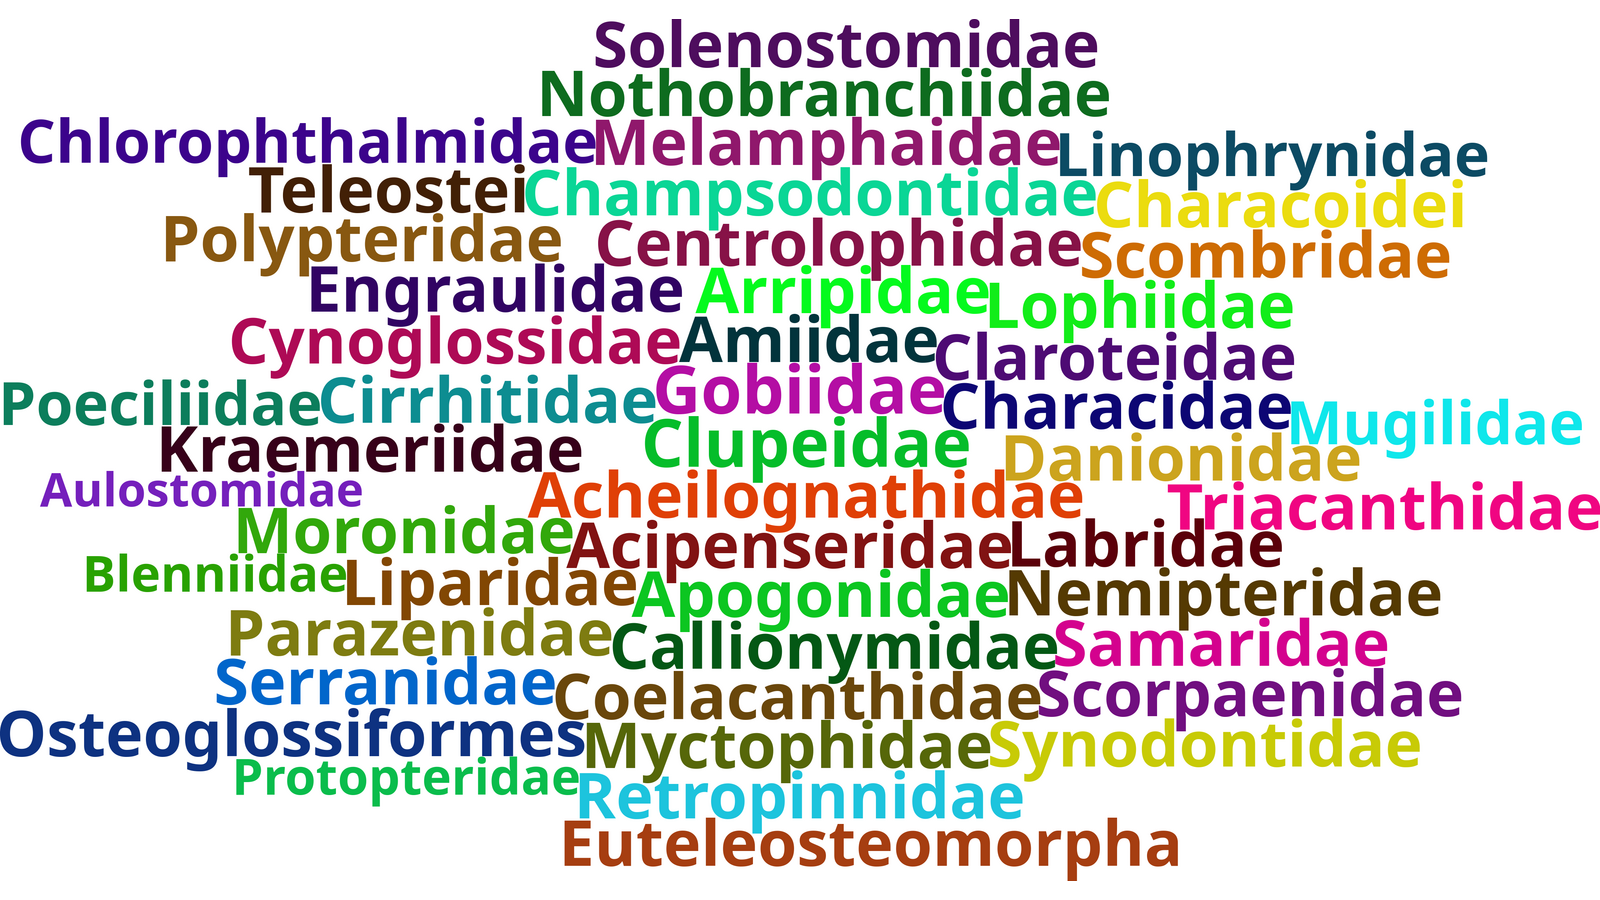 Solenostomidae
Nothobranchiidae
Chlorophthalmidae Melamphaidae Linophrynidae
Teleostei Champsodontidae Characoidei
Polypteridae Centrolophidae Scombridae
Engraulidae Arripidae Lophiidae
Cynoglossidae Amiidae Claroteidae
Poeciliidae Cirrhitidae Gobiidae Characidae Mugilidae
Kraemeriidae Clupeidae Danionidae
Aulostomidae Acheilognathidae Triacanthidae
Moronidae Acipenseridae Labridae
Blenniidae Liparidae Apogonidae Nemipteridae
Parazenidae Callionymidae Samaridae
Serranidae Coelacanthidae Scorpaenidae
Osteoglossiformes Myctophidae Synodontidae
Protopteridae Retropinnidae
Euteleosteomorpha